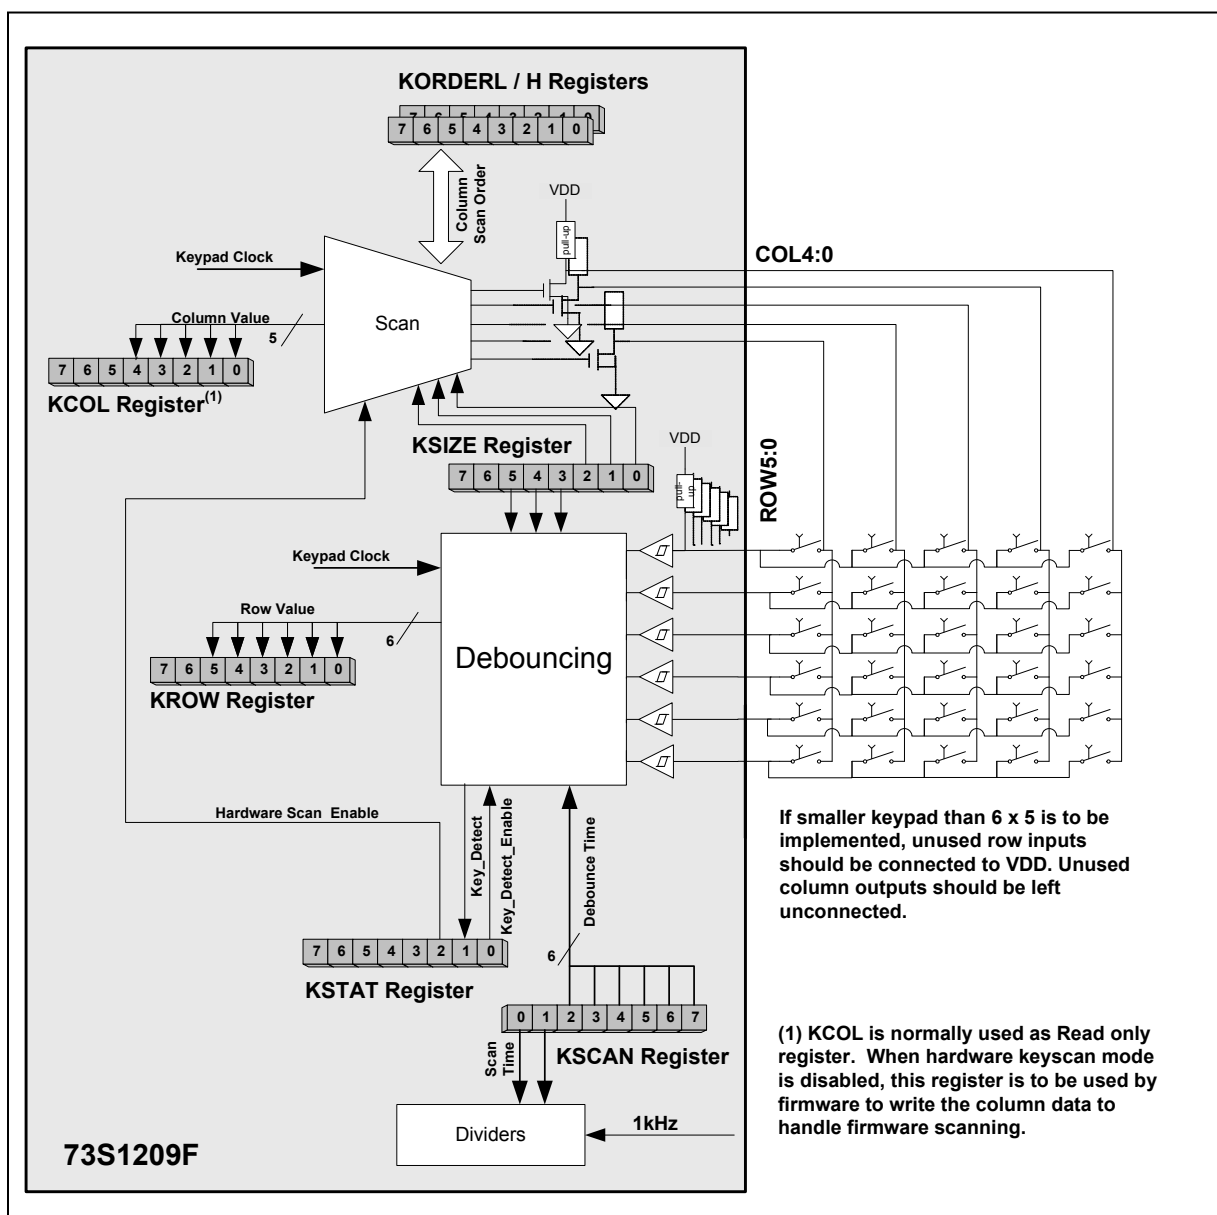 KORDERL / H Registers
7 6 5 4 3 2 1 0
7 6 5 4 3 2 1 0
Column
Scan Order
VDD
pull-up
COL4:0
Keypad Clock
Scan
Column Value
5
7 6 5 4 3 2 1 0
KCOL Register(1)
KSIZE Register
7 6 5 4 3 2 1 0
VDD
pull-
up
ROW5:0
Keypad Clock
Row Value
6
Debouncing
7 6 5 4 3 2 1 0
KROW Register
Hardware Scan Enable
Key_Detect
Key_Detect_Enable
Debounce Time
6
7 6 5 4 3 2 1 0
KSTAT Register
0 1 2 3 4 5 6 7
KSCAN Register
Scan
Time
Dividers
1kHz
73S1209F
If smaller keypad than 6 x 5 is to be
implemented, unused row inputs
should be connected to VDD. Unused
column outputs should be left
unconnected.
(1) KCOL is normally used as Read only
register. When hardware keyscan mode
is disabled, this register is to be used by
firmware to write the column data to
handle firmware scanning.